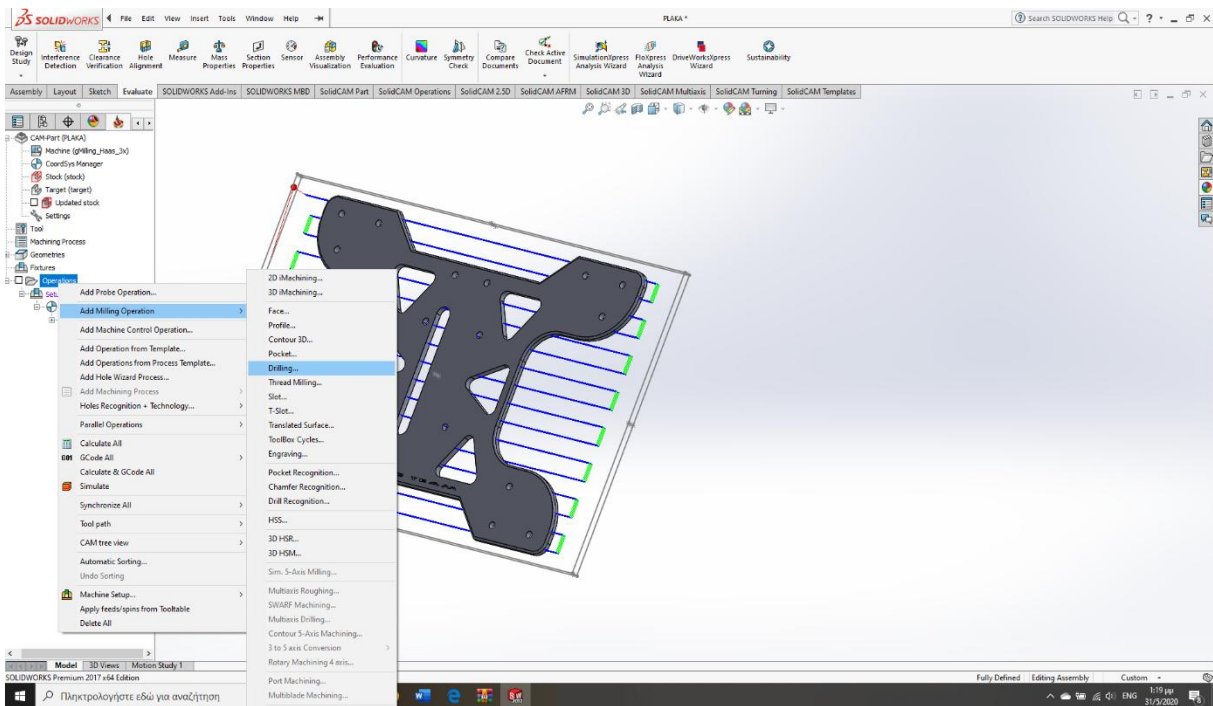 SOLIDWORKS File Edit View Insert Tools Window Help PLAKA * Search SOLIDWORKS Help
Design Study
Interference Detection
Clearance Verification
Hole Alignment
Measure
Mass Properties
Section Properties
Sensor
Assembly Visualization
Performance Evaluation
Curvature
Symmetry Check
Compare Documents
Check Active Document
SimulationXpress Analysis Wizard
FloXpress Analysis Wizard
DriveWorksXpress Wizard
Sustainability
Assembly Layout Sketch Evaluate SOLIDWORKS Add-Ins SOLIDWORKS MBD SolidCAM Part SolidCAM Operations SolidCAM 2.5D SolidCAM AFRM SolidCAM 3D SolidCAM Multiaxis SolidCAM Turning SolidCAM Templates
CAM-Part (PLAKA)
Machine (gMilling_Haas_3x)
CoordSys Manager
Stock (stock)
Target (target)
Updated stock
Settings
Tool
Machining Process
Geometries
Fixtures
Operations
Add Probe Operation...
Add Milling Operation
Add Machine Control Operation...
Add Operation from Template...
Add Operations from Process Template...
Add Hole Wizard Process...
Add Machining Process
Holes Recognition + Technology...
Parallel Operations
Calculate All
G01 GCode All
Calculate & GCode All
Simulate
Synchronize All
Tool path
CAM tree view
Automatic Sorting...
Undo Sorting
Machine Setup...
Apply feeds/spins from Tooltable
Delete All
2D iMachining...
3D iMachining...
Face...
Profile...
Contour 3D...
Pocket...
Drilling...
Thread Milling...
Slot...
T-Slot...
Translated Surface...
ToolBox Cycles...
Engraving...
Pocket Recognition...
Chamfer Recognition...
Drill Recognition...
HSS...
3D HSR...
3D HSM...
Sim. 5-Axis Milling...
Multiaxis Roughing...
SWARF Machining...
Multiaxis Drilling...
Contour 5-Axis Machining...
3 to 5 axis Conversion
Rotary Machining 4 axis...
Port Machining...
Multiblade Machining...
Model 3D Views Motion Study 1
SOLIDWORKS Premium 2017 x64 Edition Fully Defined Editing Assembly Custom
Πληκτρολογήστε εδώ για αναζήτηση
ENG 1:19 μμ
31/5/2020